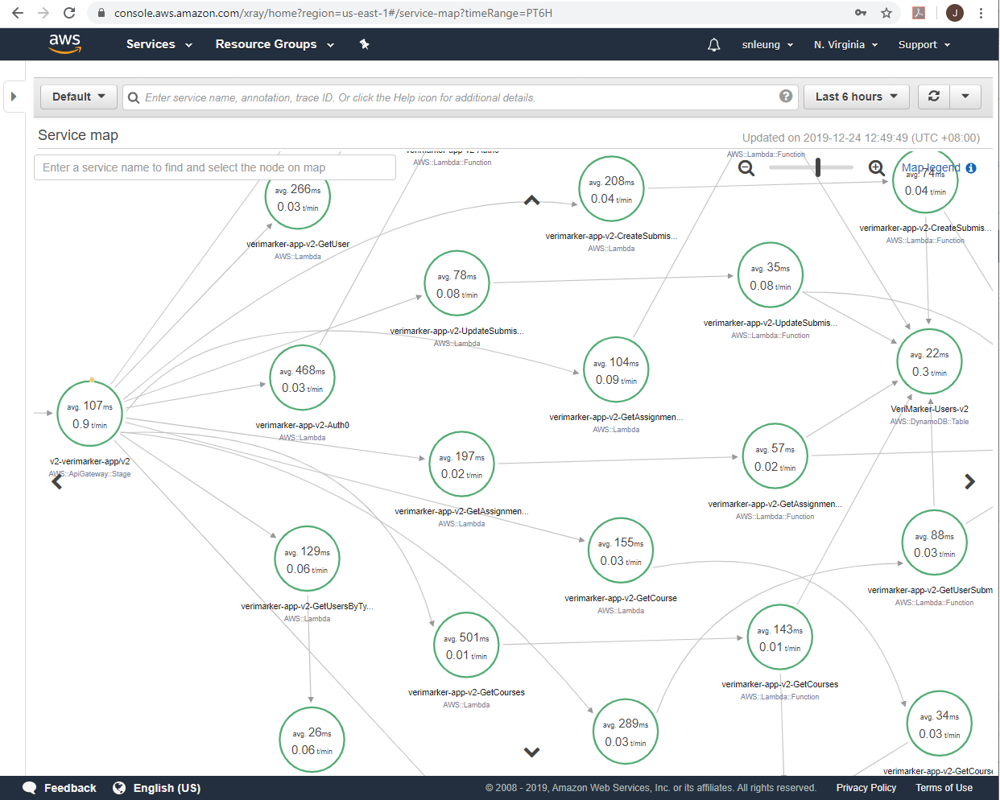 console.aws.amazon.com/xray/home?region=us-east-1#/service-map?timeRange=PT6H
J
aws
Services
Resource Groups
snleung
N. Virginia
Support
Default
Enter service name, annotation, trace ID. Or click the Help icon for additional details.
Last 6 hours
Service map
Updated on 2019-12-24 12:49:49 (UTC +08:00)
Enter a service name to find and select the node on map
Map legend
verimarker-app-v2-Auth0
AWS::Lambda::Function
AWS::Lambda::Function
avg. 266ms
0.03 t/min
verimarker-app-v2-GetUser
AWS::Lambda
avg. 208ms
0.04 t/min
verimarker-app-v2-CreateSubmis...
AWS::Lambda
avg. 74ms
0.04 t/min
verimarker-app-v2-CreateSubmis...
AWS::Lambda::Function
avg. 78ms
0.08 t/min
verimarker-app-v2-UpdateSubmis...
AWS::Lambda
avg. 35ms
0.08 t/min
verimarker-app-v2-UpdateSubmis...
AWS::Lambda::Function
avg. 468ms
0.03 t/min
verimarker-app-v2-Auth0
AWS::Lambda
avg. 104ms
0.09 t/min
verimarker-app-v2-GetAssignmen...
AWS::Lambda
avg. 22ms
0.3 t/min
VeriMarker-Users-v2
AWS::DynamoDB::Table
avg. 107ms
0.9 t/min
v2-verimarker-app/v2
AWS::ApiGateway::Stage
avg. 197ms
0.02 t/min
verimarker-app-v2-GetAssignmen...
AWS::Lambda
avg. 57ms
0.02 t/min
verimarker-app-v2-GetAssignmen...
AWS::Lambda::Function
avg. 129ms
0.06 t/min
verimarker-app-v2-GetUsersByTy...
AWS::Lambda
avg. 155ms
0.03 t/min
verimarker-app-v2-GetCourse
AWS::Lambda
avg. 88ms
0.03 t/min
verimarker-app-v2-GetUserSubm
AWS::Lambda::Function
avg. 501ms
0.01 t/min
verimarker-app-v2-GetCourses
AWS::Lambda
avg. 143ms
0.01 t/min
verimarker-app-v2-GetCourses
AWS::Lambda::Function
avg. 26ms
0.06 t/min
avg. 289ms
0.03 t/min
avg. 34ms
0.03 t/min
verimarker-app-v2-GetCourse
Feedback
English (US)
© 2008 - 2019, Amazon Web Services, Inc. or its affiliates. All rights reserved.
Privacy Policy
Terms of Use